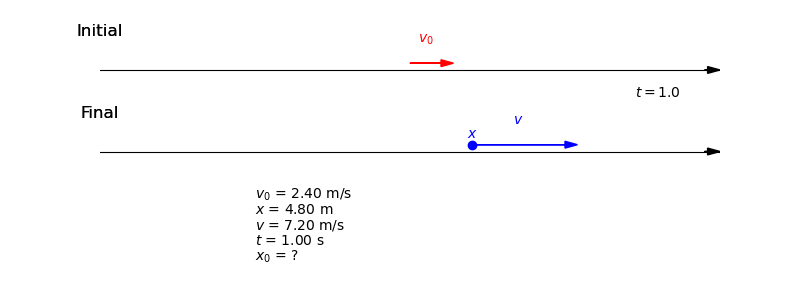 Initial
v₀
t = 1.0
Final
v
x
v₀ = 2.40 m/s
x = 4.80 m
v = 7.20 m/s
t = 1.00 s
x₀ = ?